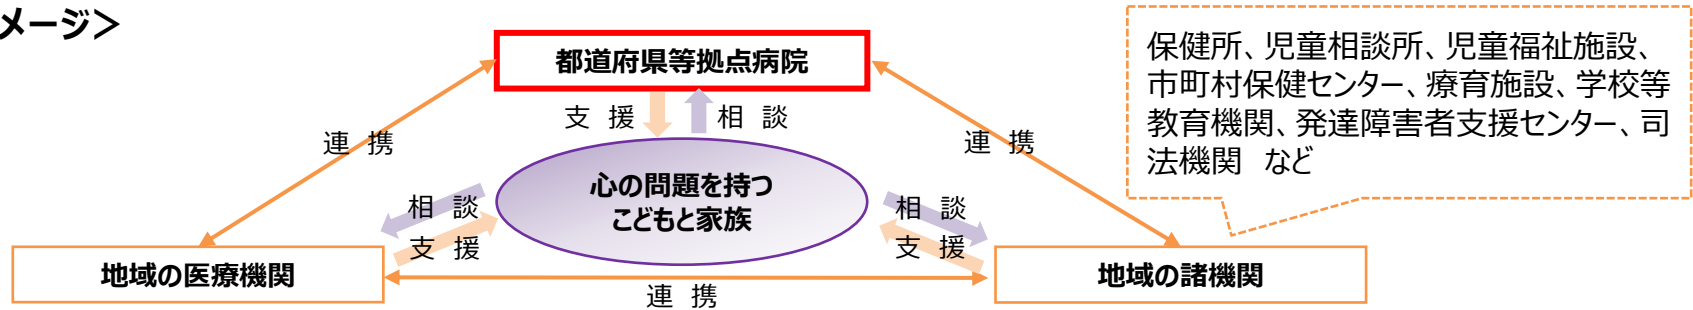 メージ>
都道府県等拠点病院
保健所、児童相談所、児童福祉施設、
市町村保健センター、療育施設、学校等
教育機関、発達障害者支援センター、司
法機関　など
支 援
相 談
連 携
連 携
心の問題を持つ
こどもと家族
相 談
支 援
相 談
支 援
地域の医療機関
地域の諸機関
連 携